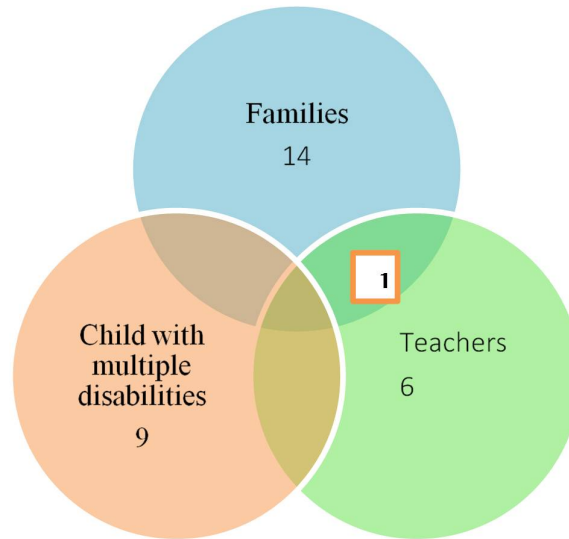 Families
14
1
Teachers
6
Child with
multiple
disabilities
9